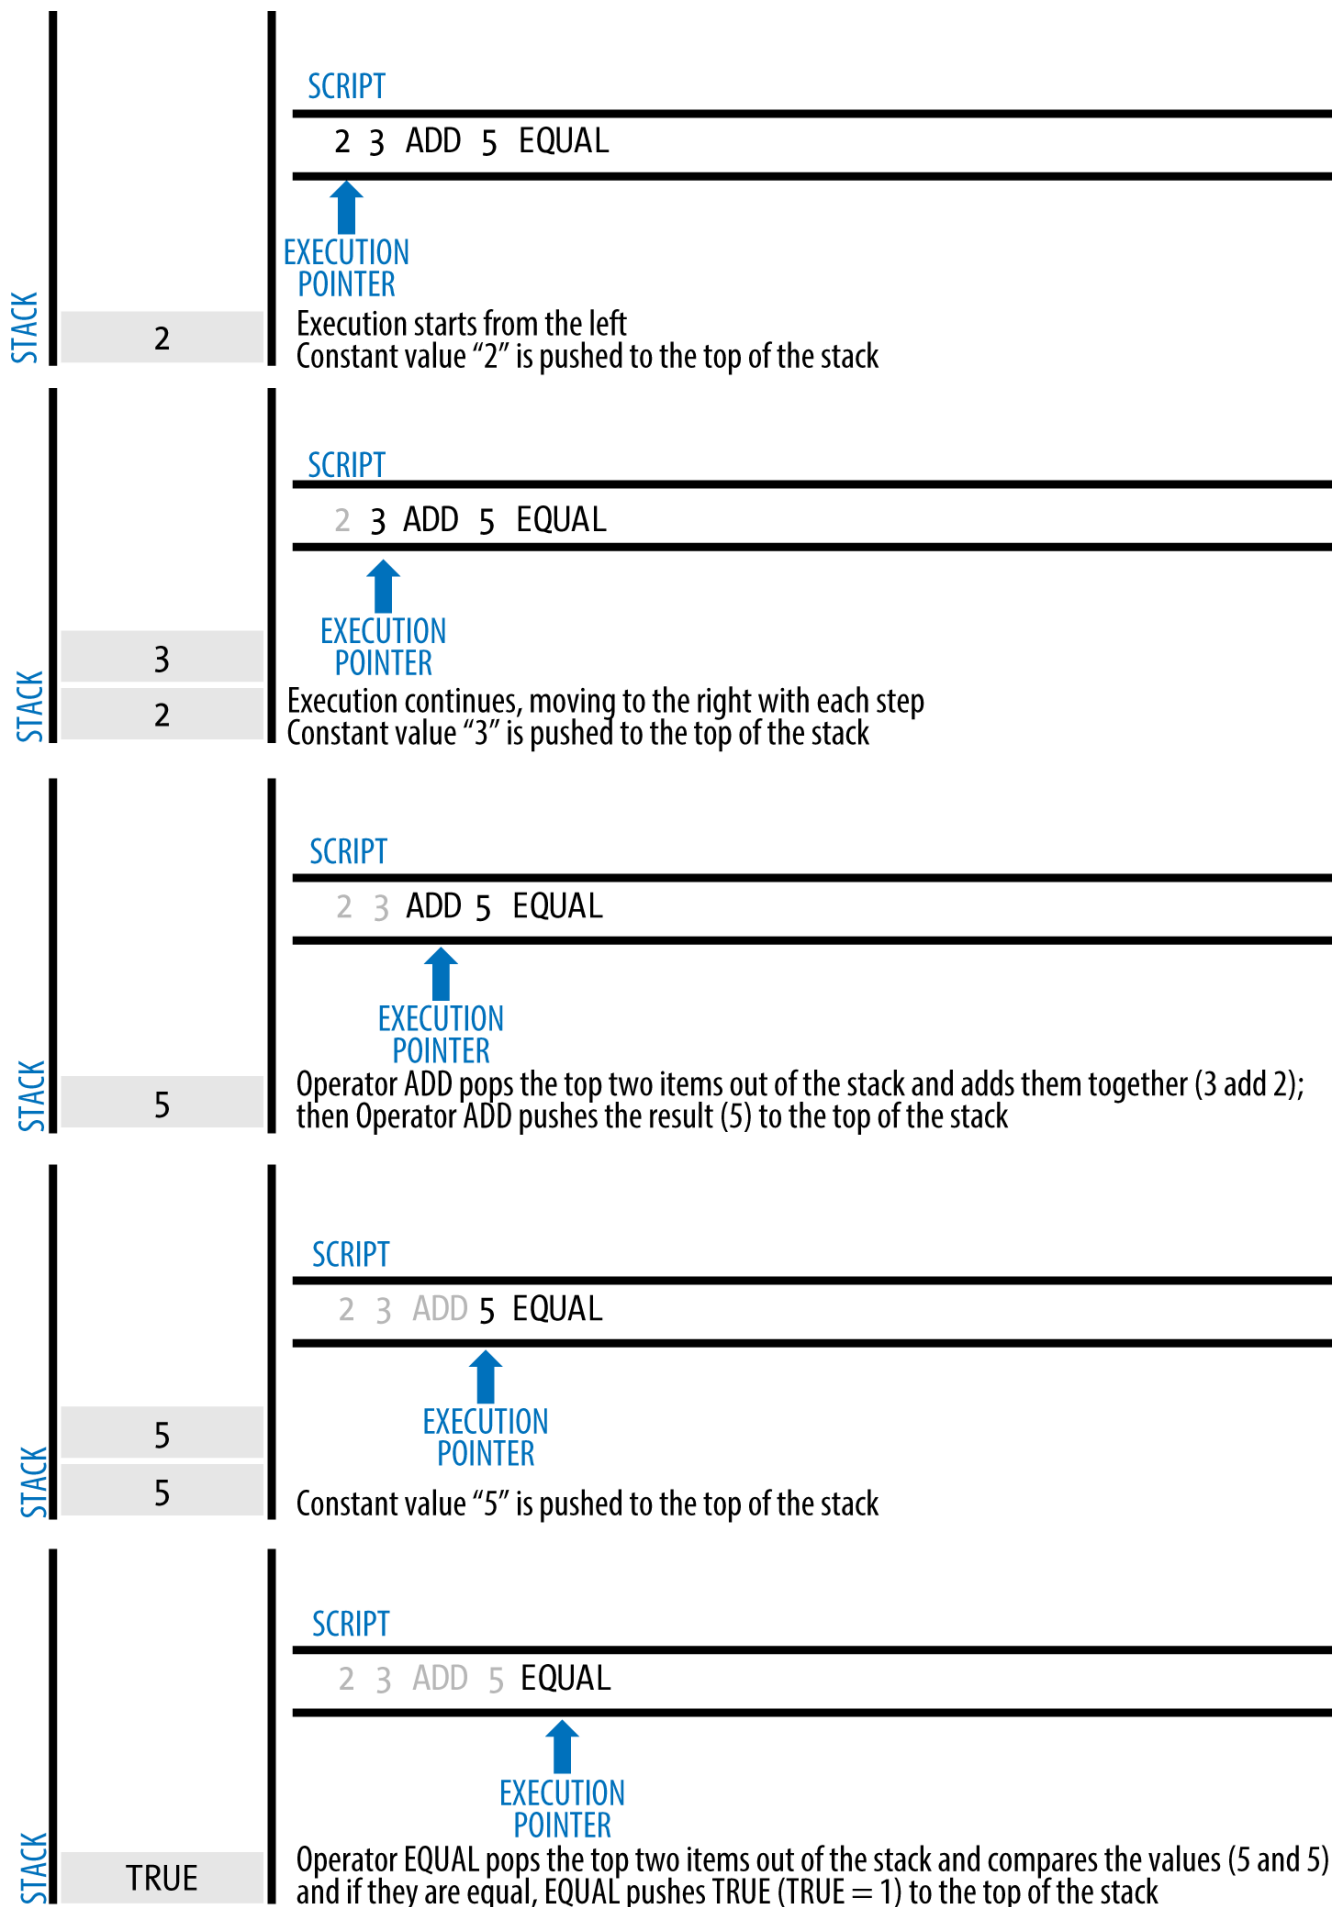 SCRIPT
2 3 ADD 5 EQUAL
EXECUTION
POINTER
STACK
2
Execution starts from the left
Constant value “2” is pushed to the top of the stack
SCRIPT
2 3 ADD 5 EQUAL
EXECUTION
POINTER
STACK
3
2
Execution continues, moving to the right with each step
Constant value “3” is pushed to the top of the stack
SCRIPT
2 3 ADD 5 EQUAL
EXECUTION
POINTER
STACK
5
Operator ADD pops the top two items out of the stack and adds them together (3 add 2);
then Operator ADD pushes the result (5) to the top of the stack
SCRIPT
2 3 ADD 5 EQUAL
EXECUTION
POINTER
STACK
5
5
Constant value “5” is pushed to the top of the stack
SCRIPT
2 3 ADD 5 EQUAL
EXECUTION
POINTER
STACK
TRUE
Operator EQUAL pops the top two items out of the stack and compares the values (5 and 5)
and if they are equal, EQUAL pushes TRUE (TRUE = 1) to the top of the stack